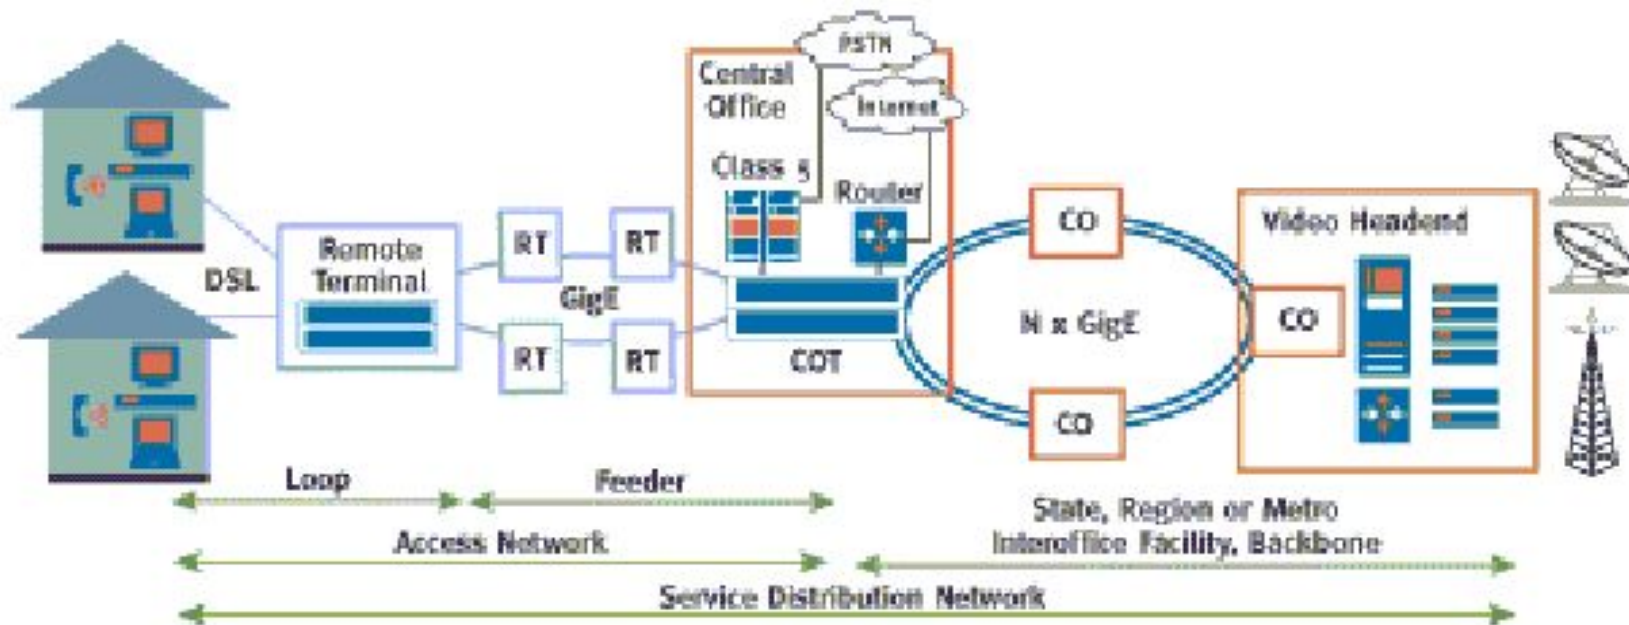 PSTN
Central
Office
Internet
Class 5
Router
Remote
Terminal
DSL
RT
RT
GigE
RT
RT
COT
CO
N x GigE
CO
CO
Video Headend
Loop
Feeder
Access Network
State, Region or Metro
Interoffice Facility, Backbone
Service Distribution Network